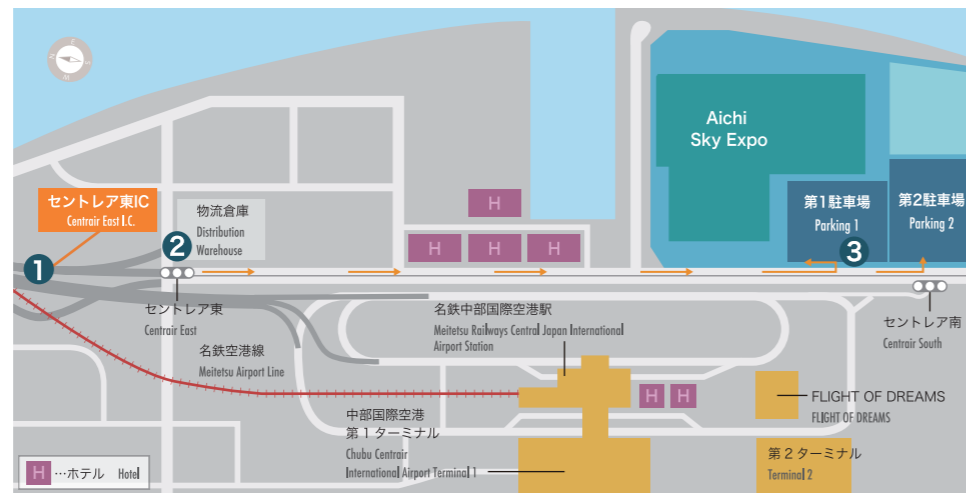 N
E
S
W
Aichi
Sky Expo
セントレア東IC
Centrair East I.C.
物流倉庫
Distribution
Warehouse
第1駐車場
Parking 1
第2駐車場
Parking 2
H
H
H
H
1
2
3
セントレア東
Centrair East
名鉄空港線
Meitetsu Airport Line
名鉄中部国際空港駅
Meitetsu Railways Central Japan International
Airport Station
セントレア南
Centrair South
H
H
FLIGHT OF DREAMS
FLIGHT OF DREAMS
中部国際空港
第1ターミナル
Chubu Centrair
International Airport Terminal 1
第2ターミナル
Terminal 2
H …ホテル Hotel